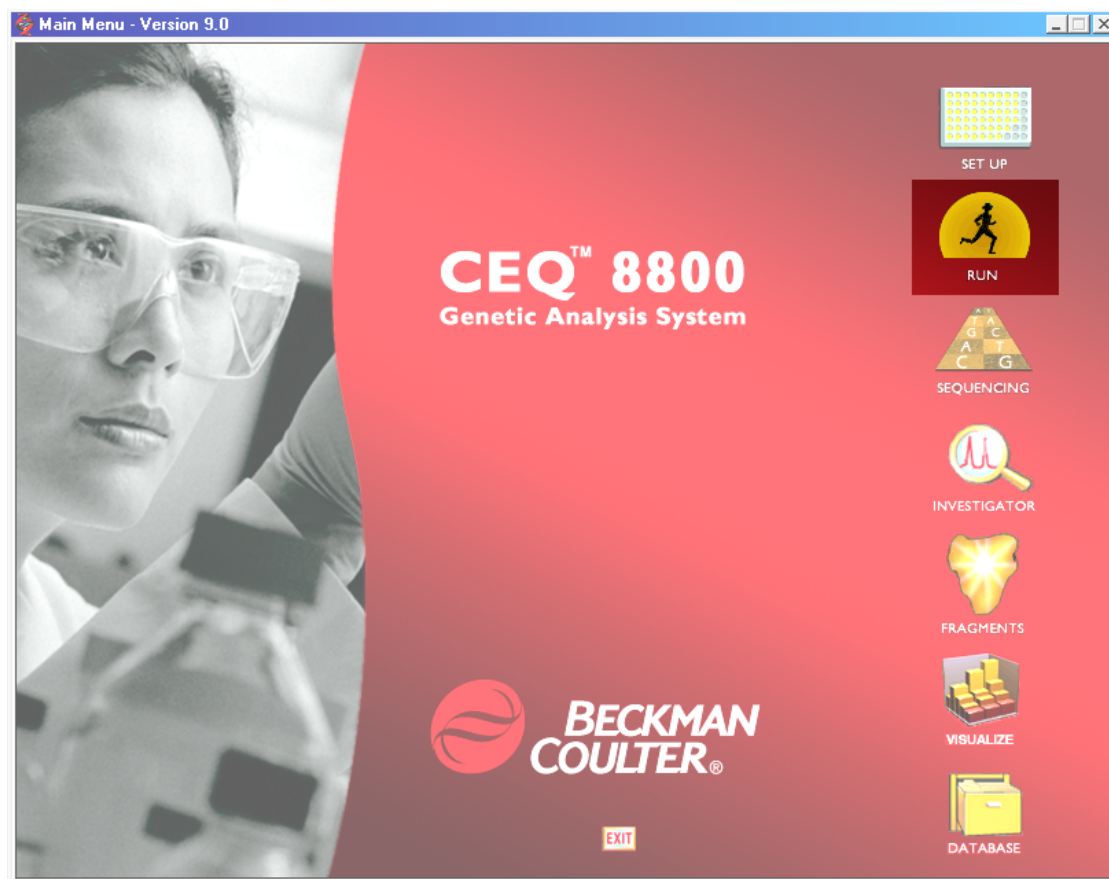 Main Menu - Version 9.0
SET UP
RUN
CEQ™ 8800
Genetic Analysis System
A T
T A
G C
A T
C G
SEQUENCING
INVESTIGATOR
FRAGMENTS
VISUALIZE
BECKMAN
COULTER®
EXIT
DATABASE